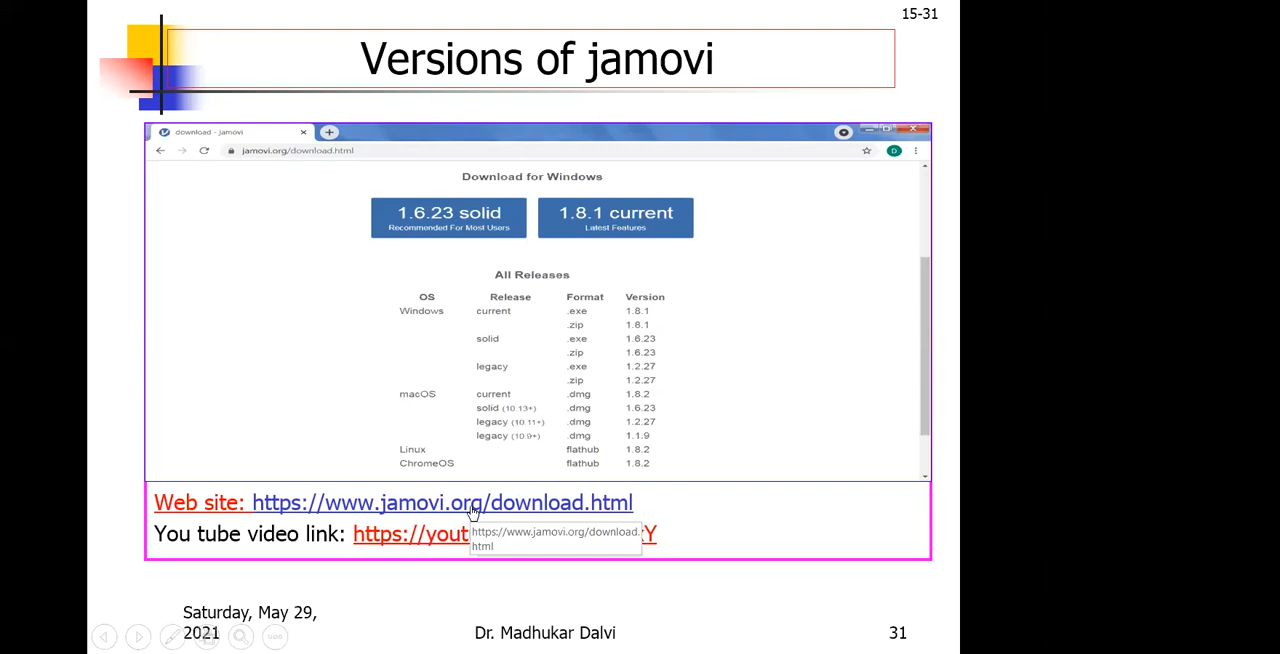 15-31
Versions of jamovi
download - jamovi
jamovi.org/download.html
D
Download for Windows
1.6.23 solid 1.8.1 current
Recommended For Most Users Latest Features
All Releases
OS Release Format Version
Windows current .exe 1.8.1
.zip 1.8.1
solid .exe 1.6.23
.zip 1.6.23
legacy .exe 1.2.27
.zip 1.2.27
macOS current .dmg 1.8.2
solid (10.13+) .dmg 1.6.23
legacy (10.11+) .dmg 1.2.27
legacy (10.9+) .dmg 1.1.9
Linux flathub 1.8.2
ChromeOS flathub 1.8.2
Web site: https://www.jamovi.org/download.html
You tube video link: https://yout
https://www.jamovi.org/download.
html
Saturday, May 29,
2021
Dr. Madhukar Dalvi
31